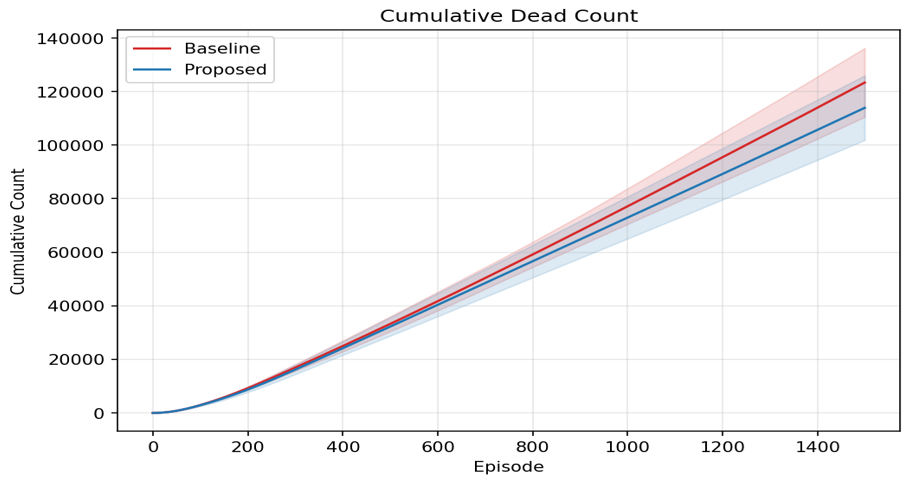 Cumulative Dead Count
Baseline
Proposed
140000
120000
100000
80000
60000
40000
20000
0
Cumulative Count
0 200 400 600 800 1000 1200 1400
Episode